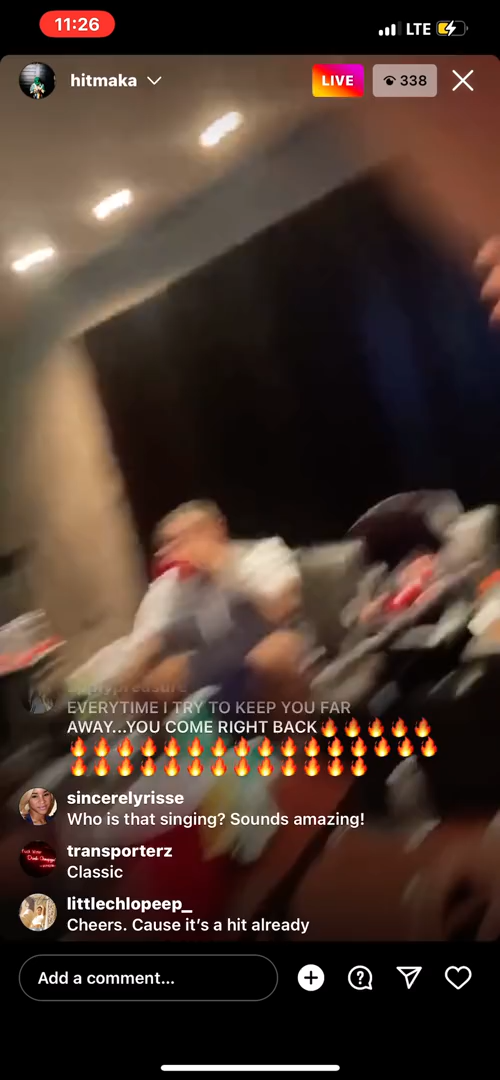 11:26
LTE
hitmaka
LIVE
338
EVERYTIME I TRY TO KEEP YOU FAR
AWAY...YOU COME RIGHT BACK🔥🔥🔥🔥🔥
🔥🔥🔥🔥🔥🔥🔥🔥🔥🔥🔥🔥🔥🔥🔥🔥
🔥🔥🔥🔥🔥🔥🔥🔥🔥🔥🔥🔥🔥
sincerelyrisse
Who is that singing? Sounds amazing!
transporterz
Classic
littlechlopeep_
Cheers. Cause it’s a hit already
Add a comment...